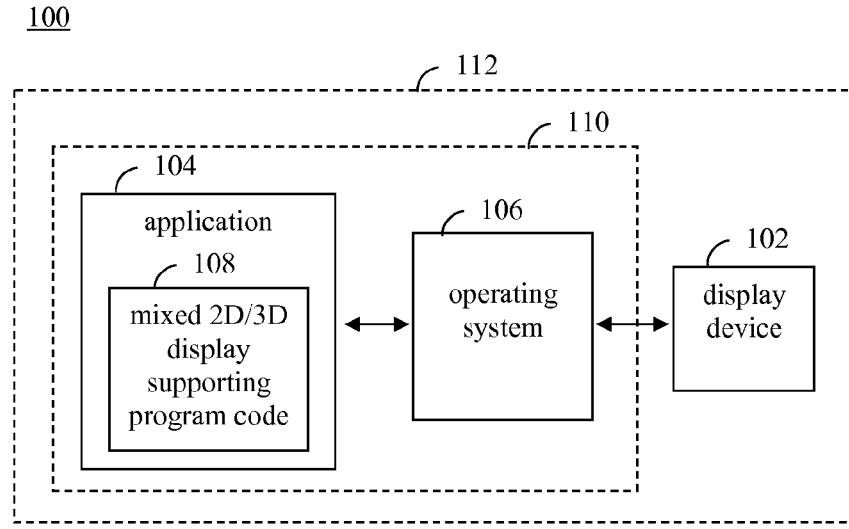 100
112
110
104
application
108
mixed 2D/3D
display
supporting
program code
106
operating
system
102
display
device